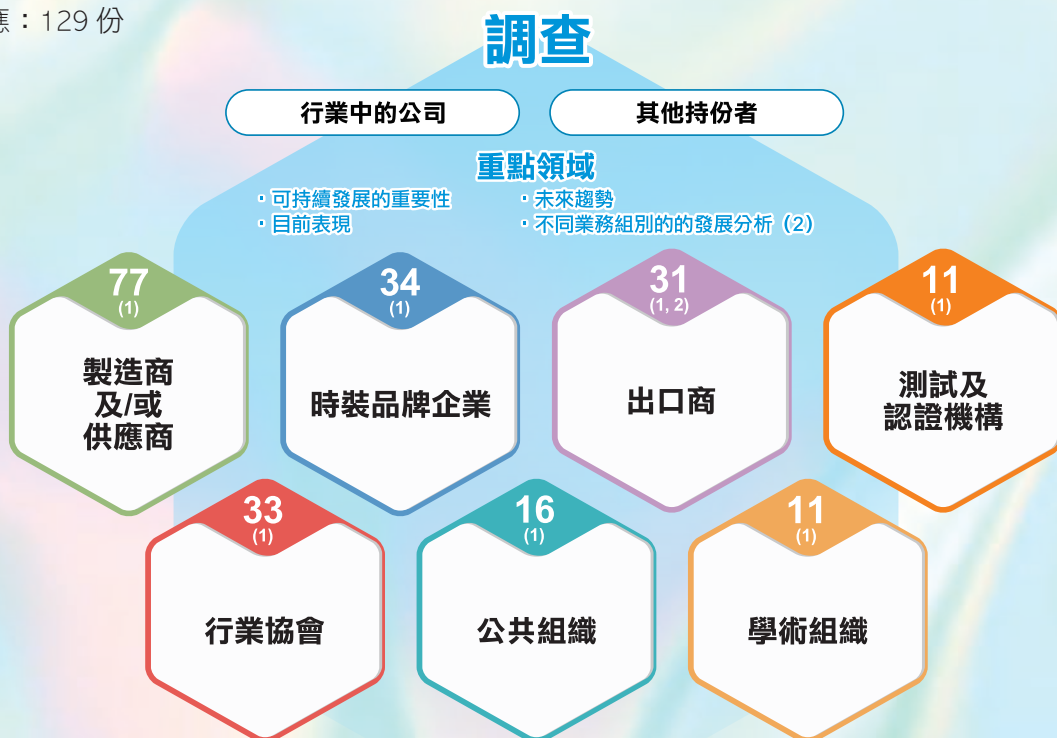 應：129 份
調查
行業中的公司
其他持份者
重點領域
·可持續發展的重要性
·目前表現
·未來趨勢
·不同業務組別的的發展分析（2）
77
(1)
製造商
及/或
供應商
34
(1)
時裝品牌企業
31
(1, 2)
出口商
11
(1)
測試及
認證機構
33
(1)
行業協會
16
(1)
公共組織
11
(1)
學術組織